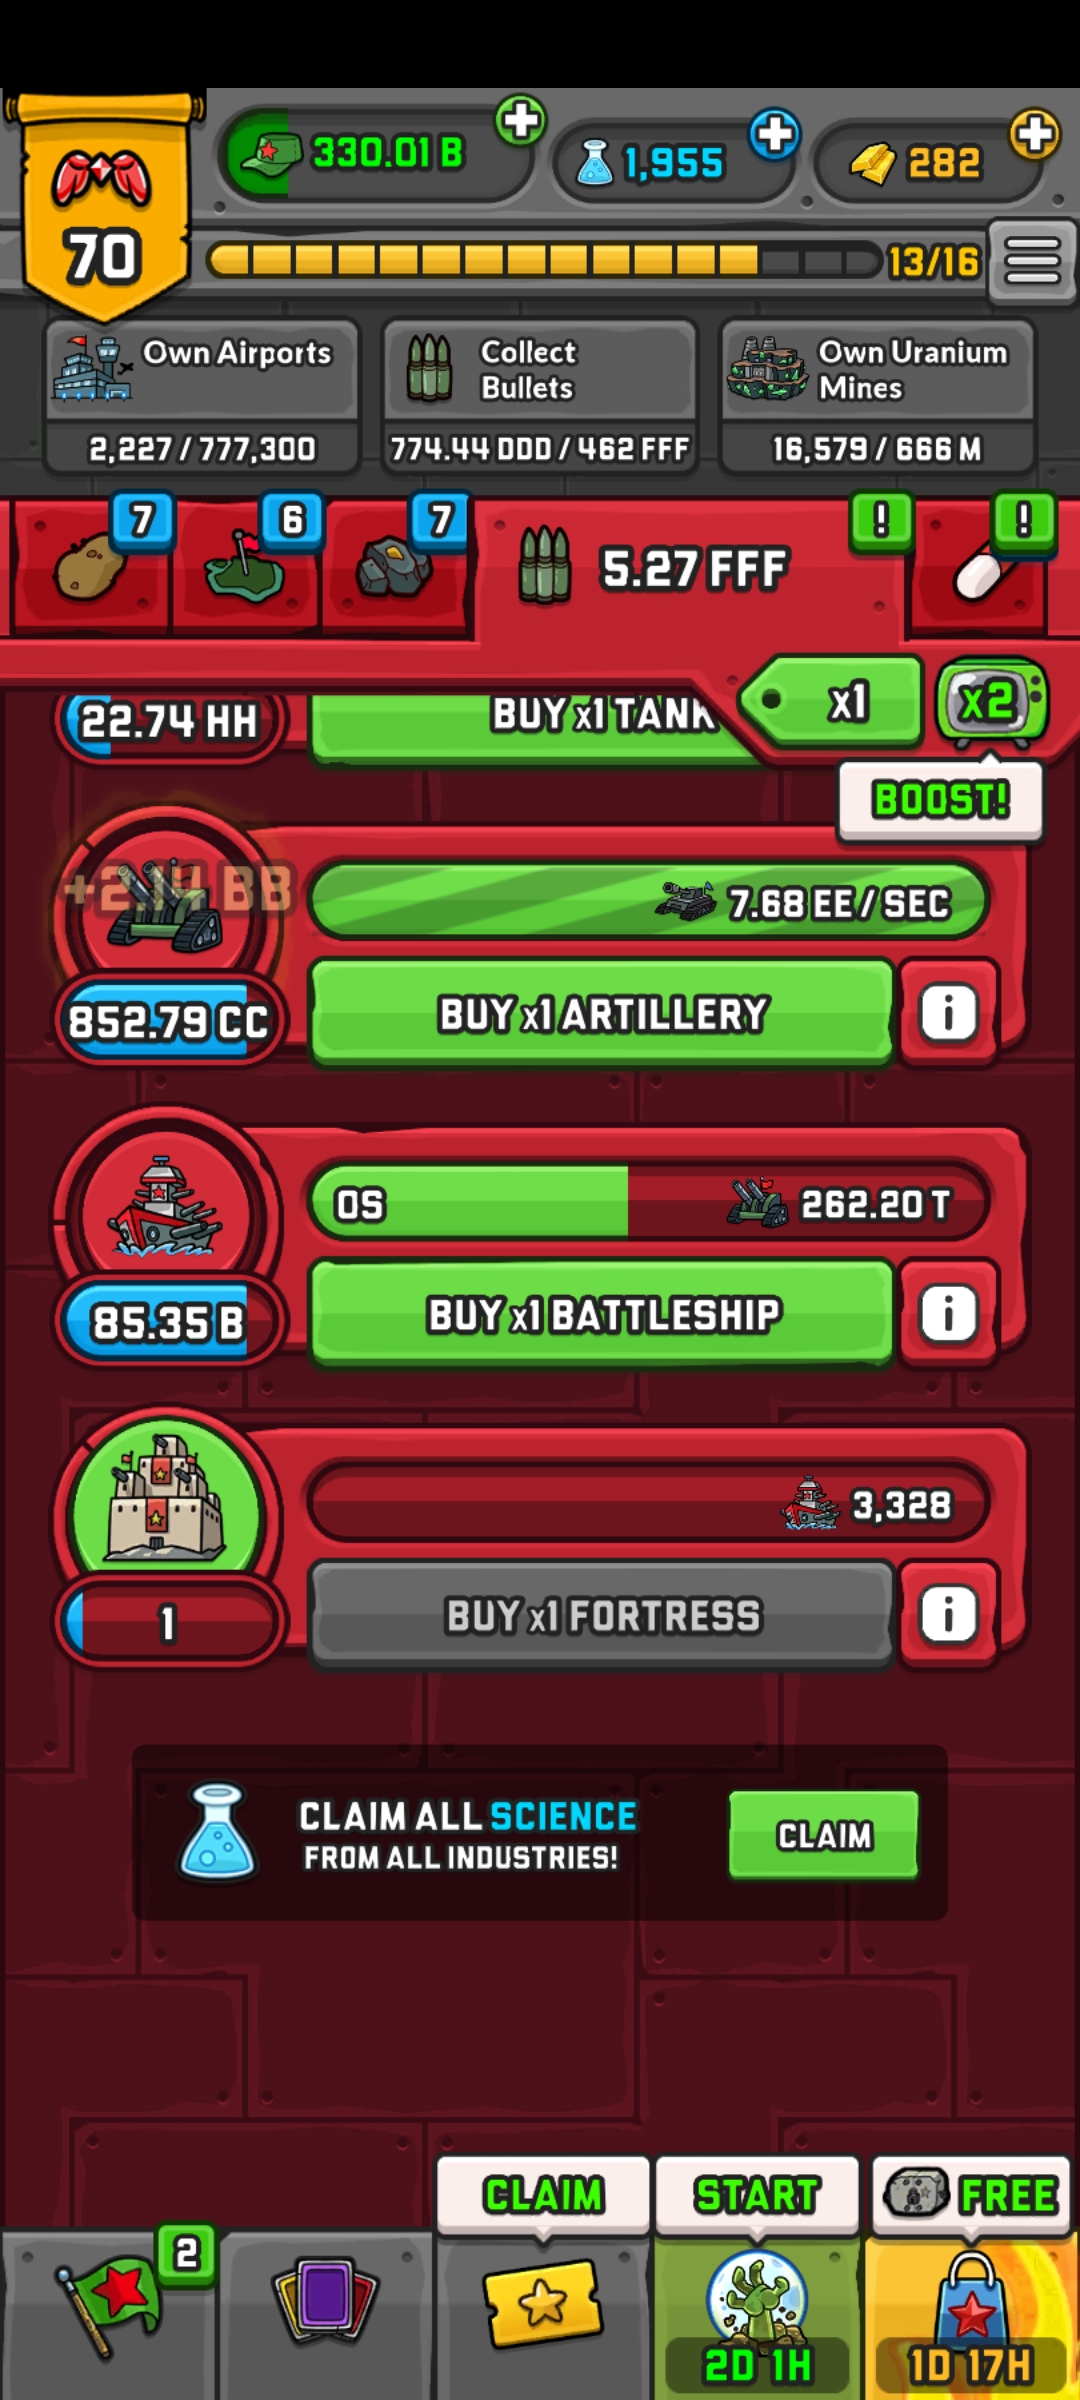 330.01 B
1,955
282
70
13/16
Own Airports
2,227 / 777,300
Collect
Bullets
774.44 DDD / 462 FFF
Own Uranium
Mines
16,579 / 666 M
7
6
7
5.27 FFF
!
!
x1
x2
BOOST!
22.74 HH
BUY x1 TANK
+2.14 BB
7.68 EE / SEC
852.79 CC
BUY x1 ARTILLERY
i
0S
262.20 T
85.35 B
BUY x1 BATTLESHIP
i
3,328
1
BUY x1 FORTRESS
i
CLAIM ALL SCIENCE
FROM ALL INDUSTRIES!
CLAIM
CLAIM
START
FREE
2
2D 1H
1D 17H